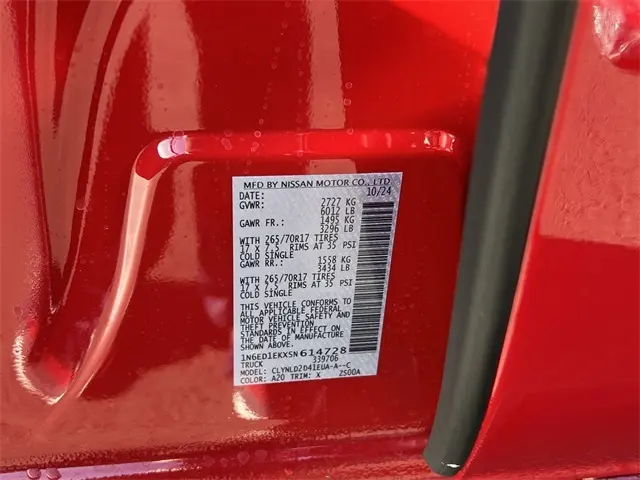 MFD BY NISSAN MOTOR CO., LTD
DATE: 10/24
GVWR: 2727 KG
6012 LB
GAWR FR.: 1495 KG
3296 LB
WITH 265/70R17 TIRES
17 X 7.5 RIMS AT 35 PSI
COLD SINGLE
GAWR RR.: 1558 KG
3434 LB
WITH 265/70R17 TIRES
17 X 7.5 RIMS AT 35 PSI
COLD SINGLE
THIS VEHICLE CONFORMS TO
ALL APPLICABLE FEDERAL
MOTOR VEHICLE SAFETY AND
THEFT PREVENTION
STANDARDS IN EFFECT ON
THE DATE OF MANUFACTURE
SHOWN ABOVE.
1N6ED1EKXSN614728
TRUCK 339706
MODEL: CLYNLD2D41EUA-A--C
COLOR: A20 TRIM: X ZS00A